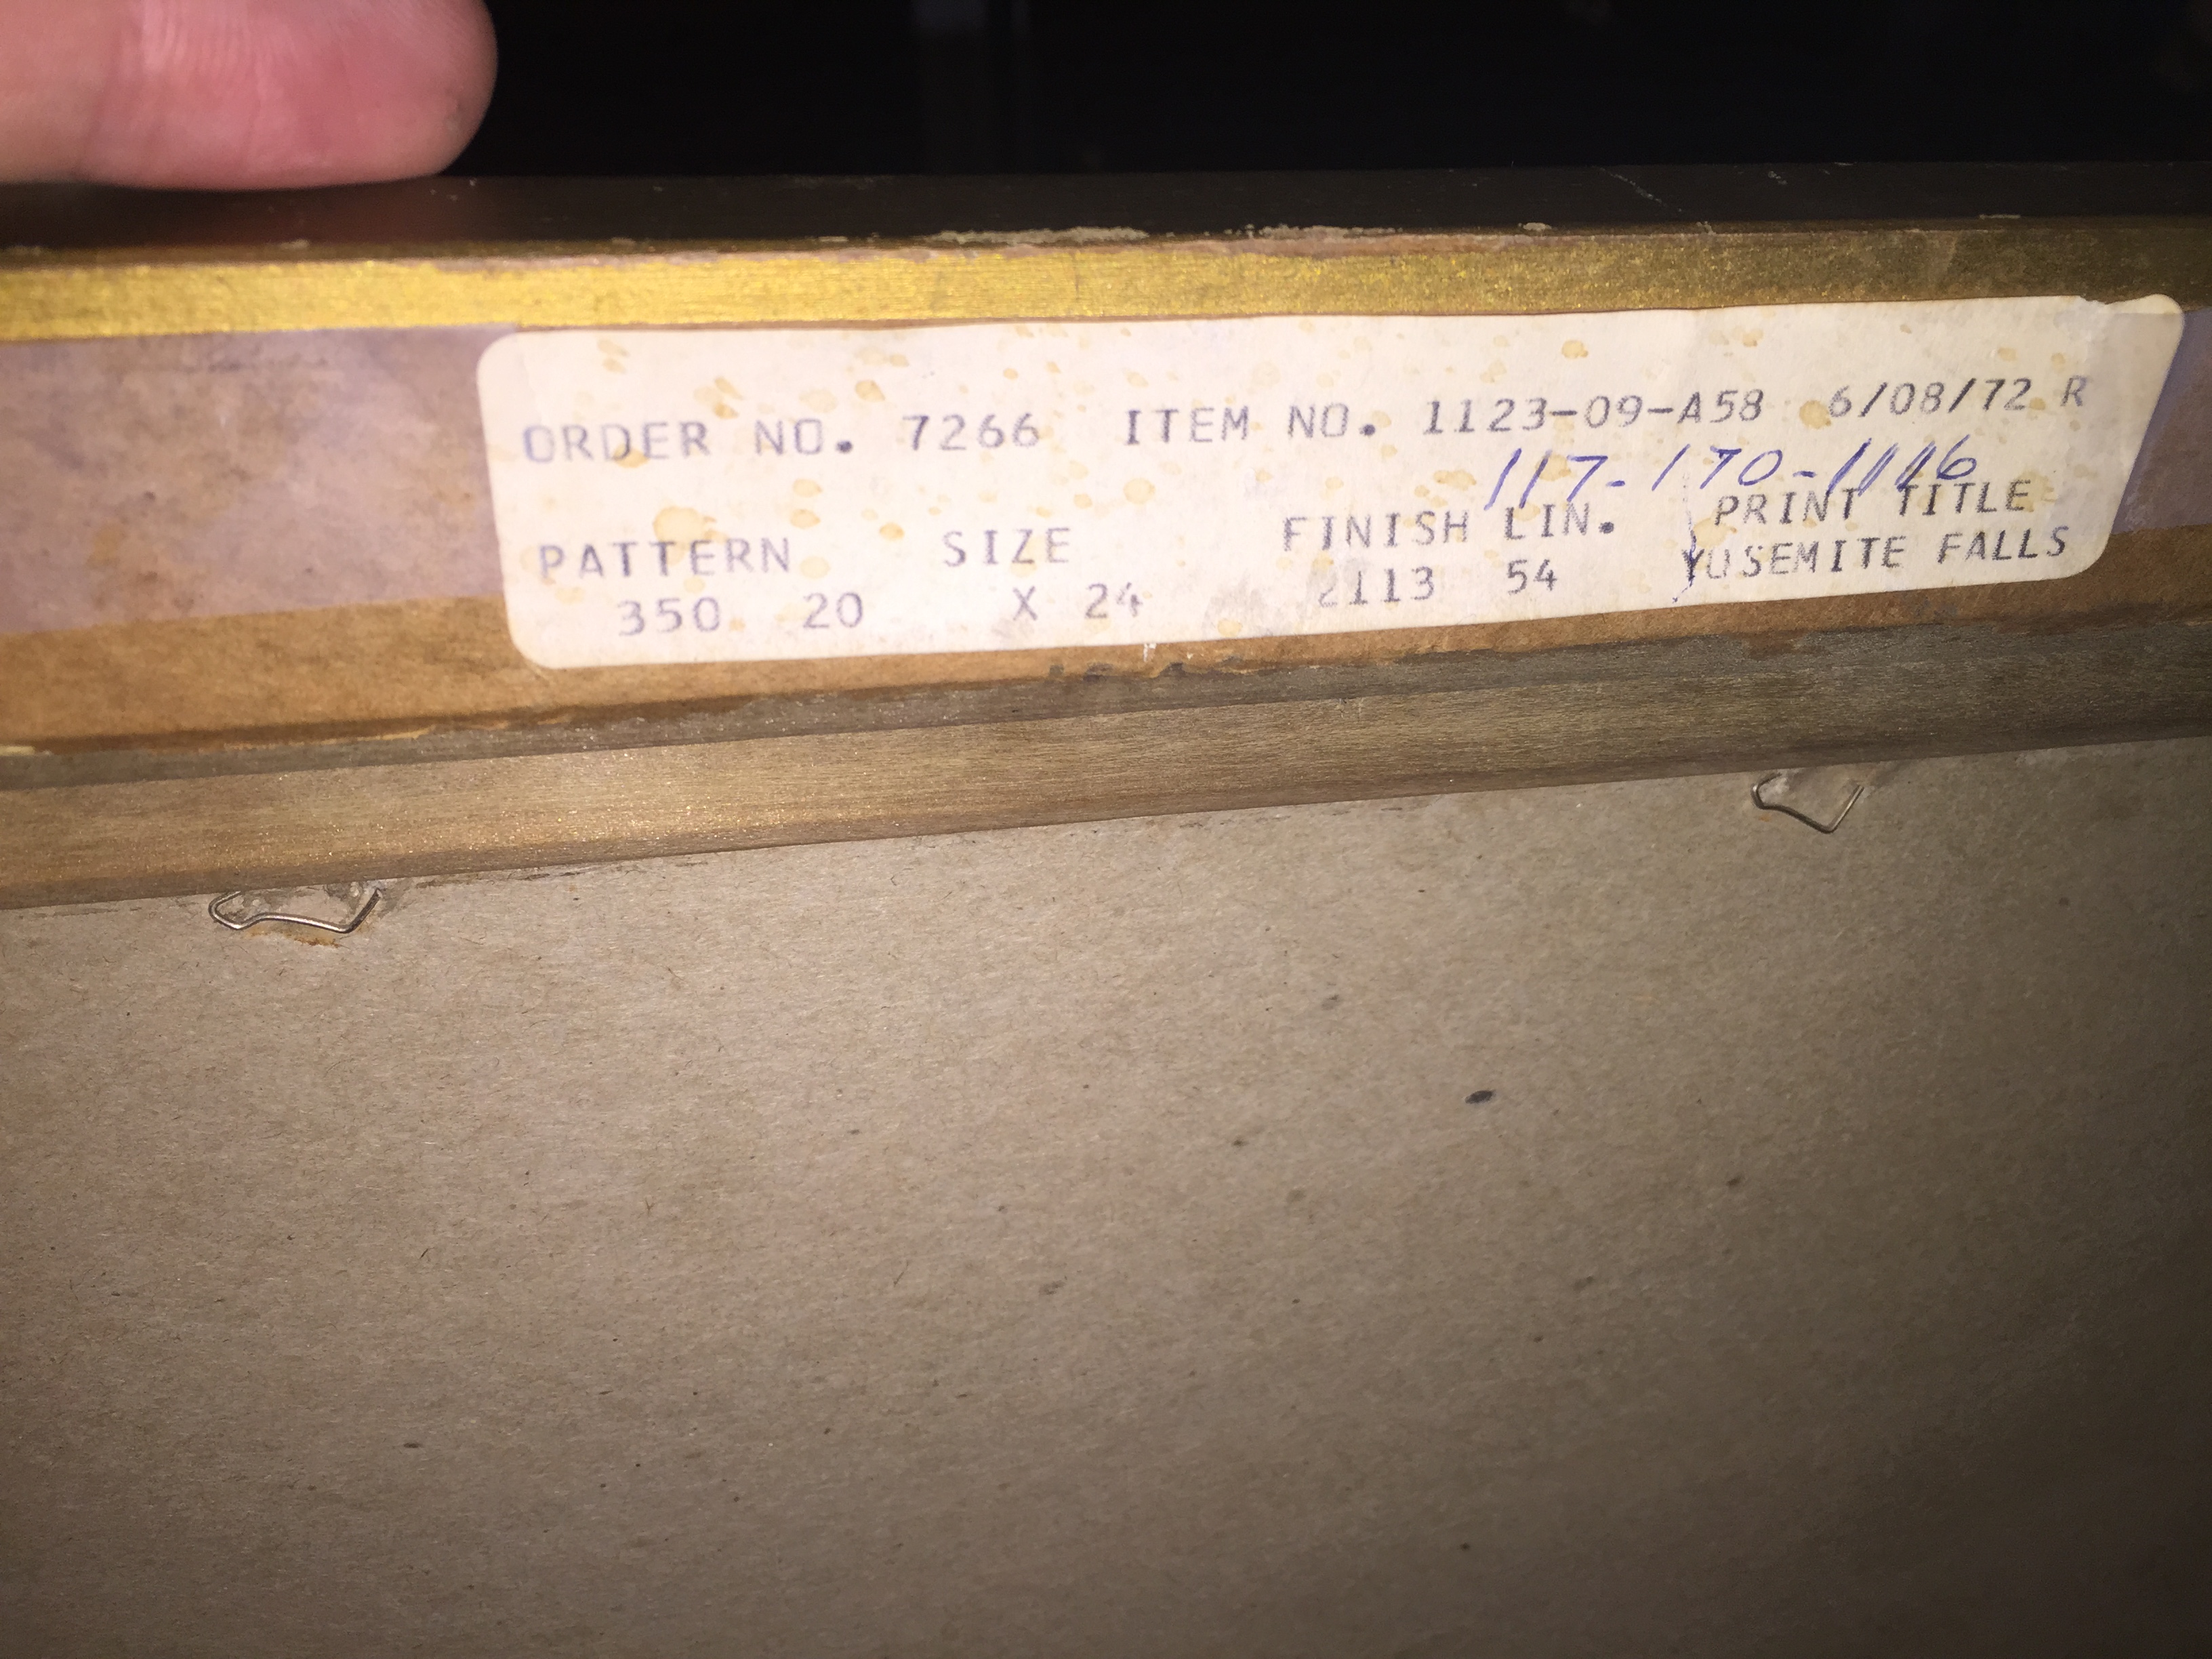 ORDER NO. 7266 ITEM NO. 1123-09-A58 6/08/72 R
117-170-1116
PATTERN SIZE FINISH LIN. PRINT TITLE
350 20 X 24 2113 54 YOSEMITE FALLS